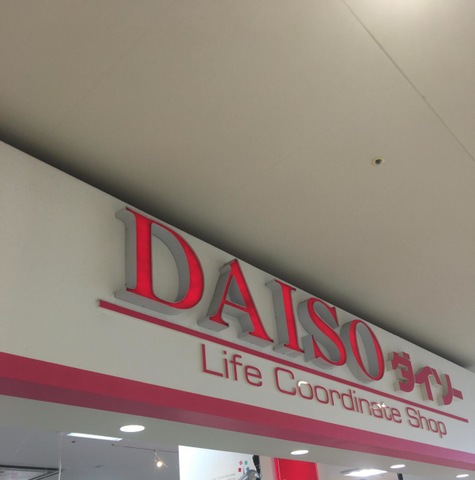 DAISO ダイソー
Life Coordinate Shop